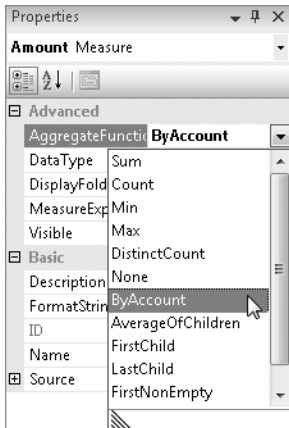 Properties
Amount Measure
Advanced
AggregateFunctic ByAccount
DataType
Sum
DisplayFold
Count
MeasureExp
Min
Visible
Max
Basic
DistinctCount
Description
None
FormatStrin
ByAccount
ID
AverageOfChildren
Name
FirstChild
Source
LastChild
FirstNonEmpty